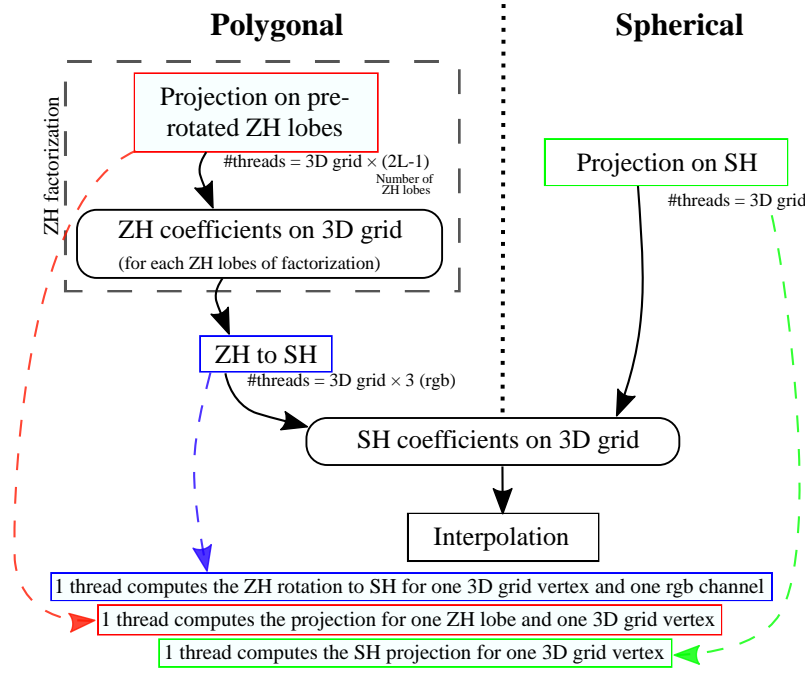 Polygonal
Spherical
ZH factorization
Projection on pre-
rotated ZH lobes
#threads = 3D grid × (2L-1)
Number of
ZH lobes
ZH coefficients on 3D grid
(for each ZH lobes of factorization)
Projection on SH
#threads = 3D grid
ZH to SH
#threads = 3D grid × 3 (rgb)
SH coefficients on 3D grid
Interpolation
1 thread computes the ZH rotation to SH for one 3D grid vertex and one rgb channel
1 thread computes the projection for one ZH lobe and one 3D grid vertex
1 thread computes the SH projection for one 3D grid vertex